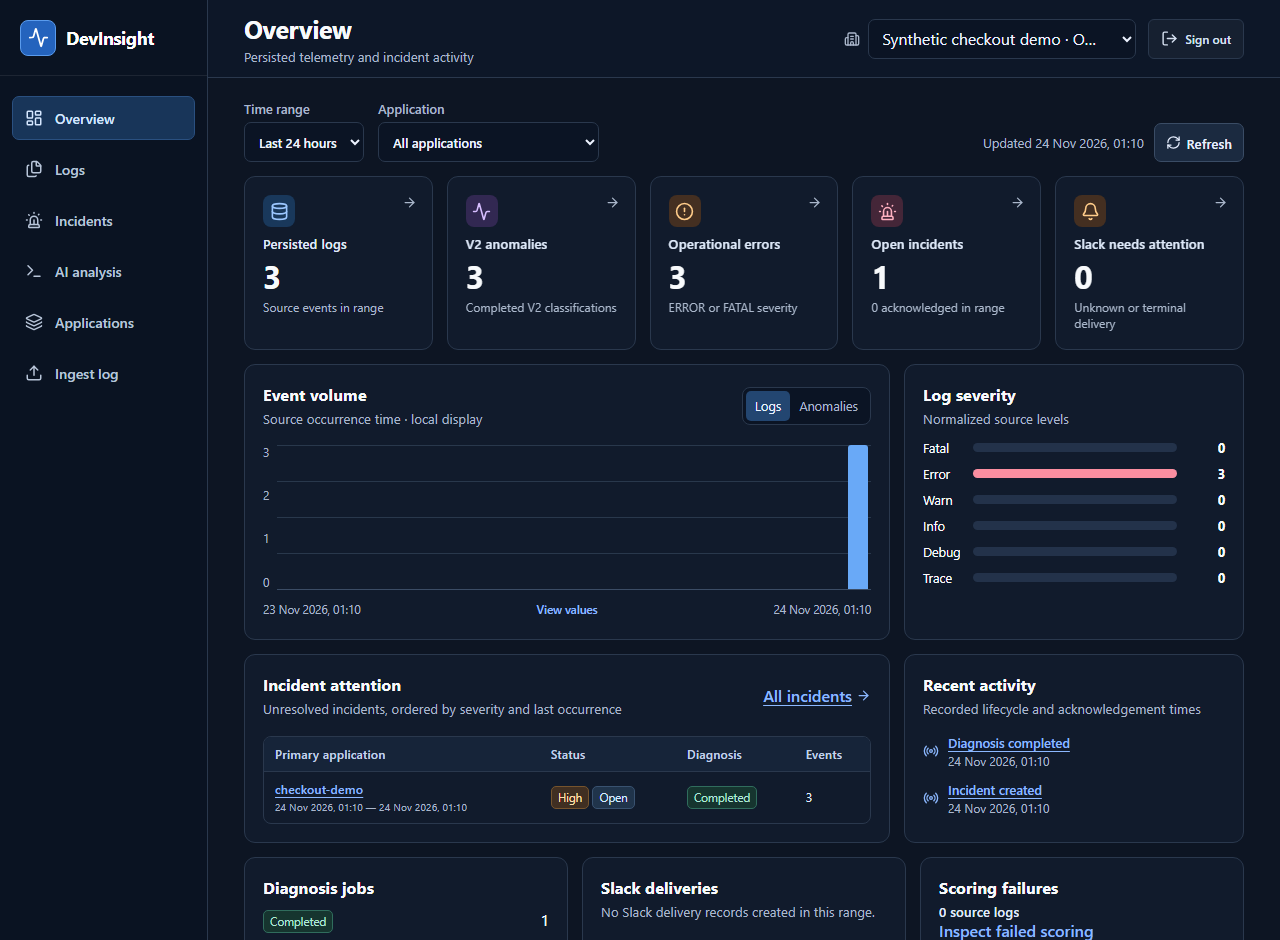 DevInsight
Overview
Logs
Incidents
AI analysis
Applications
Ingest log
Overview
Persisted telemetry and incident activity
Synthetic checkout demo · O...
Sign out
Time range
Application
Last 24 hours
All applications
Updated 24 Nov 2026, 01:10
Refresh
Persisted logs
3
Source events in range
V2 anomalies
3
Completed V2 classifications
Operational errors
3
ERROR or FATAL severity
Open incidents
1
0 acknowledged in range
Slack needs attention
0
Unknown or terminal
delivery
Event volume
Source occurrence time · local display
Logs
Anomalies
3
2
1
0
23 Nov 2026, 01:10
View values
24 Nov 2026, 01:10
Log severity
Normalized source levels
Fatal 0
Error 3
Warn 0
Info 0
Debug 0
Trace 0
Incident attention
Unresolved incidents, ordered by severity and last occurrence
All incidents
Primary application Status Diagnosis Events
checkout-demo
24 Nov 2026, 01:10 — 24 Nov 2026, 01:10
High Open Completed 3
Recent activity
Recorded lifecycle and acknowledgement times
Diagnosis completed
24 Nov 2026, 01:10
Incident created
24 Nov 2026, 01:10
Diagnosis jobs
Completed 1
Slack deliveries
No Slack delivery records created in this range.
Scoring failures
0 source logs
Inspect failed scoring